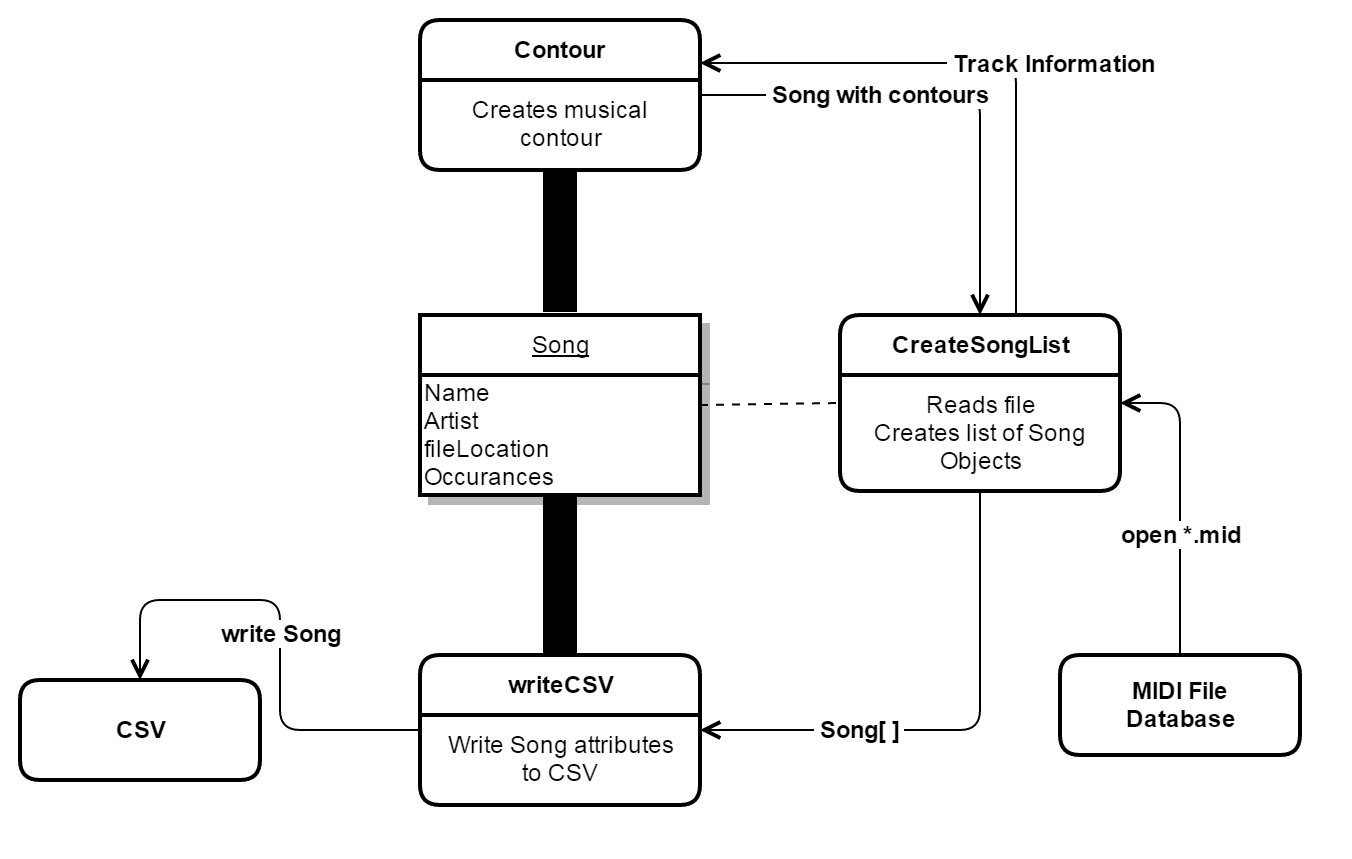 Contour
Creates musical
contour
Track Information
Song with contours
Song
Name
Artist
fileLocation
Occurances
CreateSongList
Reads file
Creates list of Song
Objects
open *.mid
write Song
CSV
writeCSV
Write Song attributes
to CSV
Song[ ]
MIDI File
Database